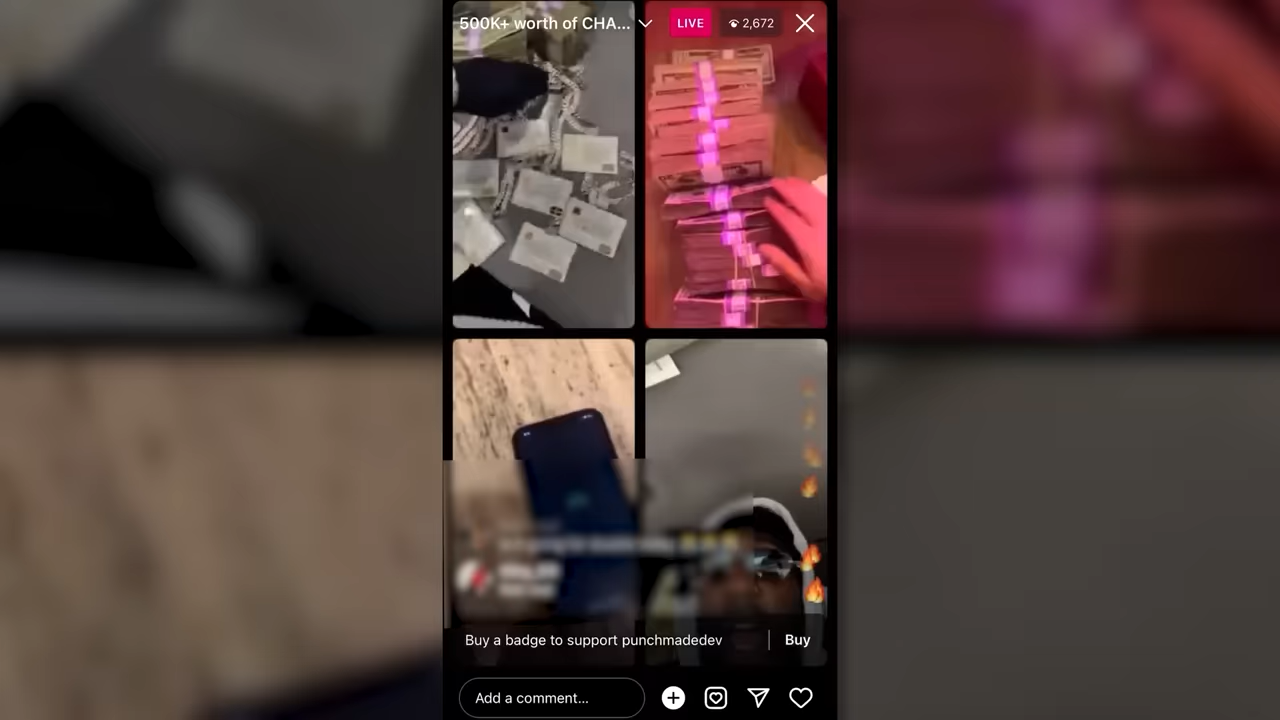 500K+ worth of CHA...
LIVE
2,672
Buy a badge to support punchmadedev
Buy
Add a comment...